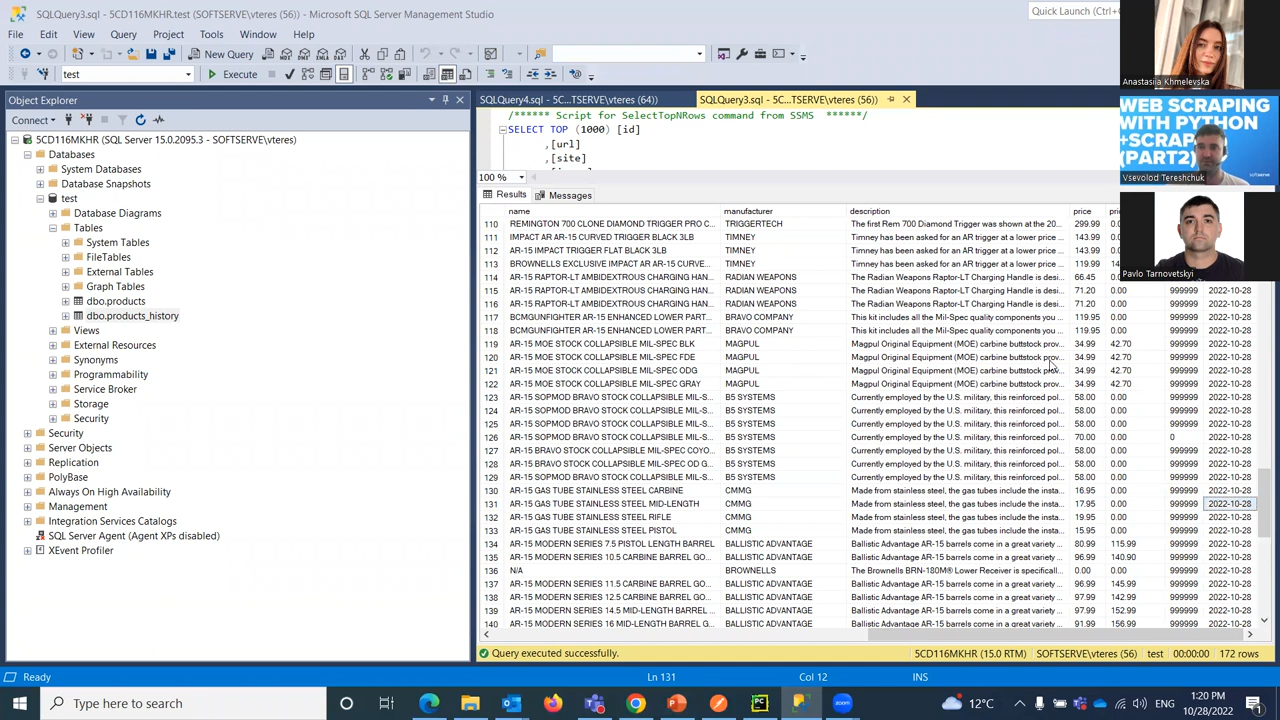 SQLQuery3.sql - 5CD116MKHR.test (SOFTSERVE\vteres (56)) - Microsoft SQL Server Management Studio
Quick Launch (Ctrl+
File Edit View Query Project Tools Window Help
New Query
MDX DMX XMLA DAX
test
Execute
Object Explorer
Connect
5CD116MKHR (SQL Server 15.0.2095.3 - SOFTSERVE\vteres)
Databases
System Databases
Database Snapshots
test
Database Diagrams
Tables
System Tables
FileTables
External Tables
Graph Tables
dbo.products
dbo.products_history
Views
External Resources
Synonyms
Programmability
Service Broker
Storage
Security
Security
Server Objects
Replication
PolyBase
Always On High Availability
Management
Integration Services Catalogs
SQL Server Agent (Agent XPs disabled)
XEvent Profiler
SQLQuery4.sql - 5C...TSERVE\vteres (64))
SQLQuery3.sql - 5C...TSERVE\vteres (56))
/****** Script for SelectTopNRows command from SSMS ******/
SELECT TOP (1000) [id]
,[url]
,[site]
100 %
Results Messages
name manufacturer description price
110 REMINGTON 700 CLONE DIAMOND TRIGGER PRO C... TRIGGERTECH The first Rem 700 Diamond Trigger was shown at the 20... 299.99
111 IMPACT AR AR-15 CURVED TRIGGER BLACK 3LB TIMNEY Timney has been asked for an AR trigger at a lower price ... 143.99
112 AR-15 IMPACT TRIGGER FLAT BLACK 3LB TIMNEY Timney has been asked for an AR trigger at a lower price ... 143.99
113 BROWNELLS EXCLUSIVE IMPACT AR AR-15 CURVE... TIMNEY Timney has been asked for an AR trigger at a lower price ... 119.99
114 AR-15 RAPTOR-LT AMBIDEXTROUS CHARGING HAN... RADIAN WEAPONS The Radian Weapons Raptor-LT Charging Handle is desi... 66.45 0.00
115 AR-15 RAPTOR-LT AMBIDEXTROUS CHARGING HAN... RADIAN WEAPONS The Radian Weapons Raptor-LT Charging Handle is desi... 71.20 0.00 999999 2022-10-28
116 AR-15 RAPTOR-LT AMBIDEXTROUS CHARGING HAN... RADIAN WEAPONS The Radian Weapons Raptor-LT Charging Handle is desi... 71.20 0.00 999999 2022-10-28
117 BCMGUNFIGHTER AR-15 ENHANCED LOWER PART... BRAVO COMPANY This kit includes all the Mil-Spec quality components you ... 119.95 0.00 999999 2022-10-28
118 BCMGUNFIGHTER AR-15 ENHANCED LOWER PART... BRAVO COMPANY This kit includes all the Mil-Spec quality components you ... 119.95 0.00 999999 2022-10-28
119 AR-15 MOE STOCK COLLAPSIBLE MIL-SPEC BLK MAGPUL Magpul Original Equipment (MOE) carbine buttstock prov... 34.99 42.70 999999 2022-10-28
120 AR-15 MOE STOCK COLLAPSIBLE MIL-SPEC FDE MAGPUL Magpul Original Equipment (MOE) carbine buttstock prov... 34.99 42.70 999999 2022-10-28
121 AR-15 MOE STOCK COLLAPSIBLE MIL-SPEC ODG MAGPUL Magpul Original Equipment (MOE) carbine buttstock prov... 34.99 42.70 999999 2022-10-28
122 AR-15 MOE STOCK COLLAPSIBLE MIL-SPEC GRAY MAGPUL Magpul Original Equipment (MOE) carbine buttstock prov... 34.99 42.70 999999 2022-10-28
123 AR-15 SOPMOD BRAVO STOCK COLLAPSIBLE MIL-S... B5 SYSTEMS Currently employed by the U.S. military, this reinforced pol... 58.00 0.00 999999 2022-10-28
124 AR-15 SOPMOD BRAVO STOCK COLLAPSIBLE MIL-S... B5 SYSTEMS Currently employed by the U.S. military, this reinforced pol... 58.00 0.00 999999 2022-10-28
125 AR-15 SOPMOD BRAVO STOCK COLLAPSIBLE MIL-S... B5 SYSTEMS Currently employed by the U.S. military, this reinforced pol... 58.00 0.00 999999 2022-10-28
126 AR-15 SOPMOD BRAVO STOCK COLLAPSIBLE MIL-S... B5 SYSTEMS Currently employed by the U.S. military, this reinforced pol... 70.00 0.00 0 2022-10-28
127 AR-15 BRAVO STOCK COLLAPSIBLE MIL-SPEC COYO... B5 SYSTEMS Currently employed by the U.S. military, this reinforced pol... 58.00 0.00 999999 2022-10-28
128 AR-15 BRAVO STOCK COLLAPSIBLE MIL-SPEC OD G... B5 SYSTEMS Currently employed by the U.S. military, this reinforced pol... 58.00 0.00 999999 2022-10-28
129 AR-15 SOPMOD BRAVO STOCK COLLAPSIBLE MIL-S... B5 SYSTEMS Currently employed by the U.S. military, this reinforced pol... 58.00 0.00 999999 2022-10-28
130 AR-15 GAS TUBE STAINLESS STEEL CARBINE CMMG Made from stainless steel, the gas tubes include the insta... 16.95 0.00 999999 2022-10-28
131 AR-15 GAS TUBE STAINLESS STEEL MID-LENGTH CMMG Made from stainless steel, the gas tubes include the insta... 17.95 0.00 999999 2022-10-28
132 AR-15 GAS TUBE STAINLESS STEEL RIFLE CMMG Made from stainless steel, the gas tubes include the insta... 19.95 0.00 999999 2022-10-28
133 AR-15 GAS TUBE STAINLESS STEEL PISTOL CMMG Made from stainless steel, the gas tubes include the insta... 15.95 0.00 999999 2022-10-28
134 AR-15 MODERN SERIES 7.5 PISTOL LENGTH BARREL BALLISTIC ADVANTAGE Ballistic Advantage AR-15 barrels come in a great variety ... 80.99 115.99 999999 2022-10-28
135 AR-15 MODERN SERIES 10.5 CARBINE BARREL GO... BALLISTIC ADVANTAGE Ballistic Advantage AR-15 barrels come in a great variety ... 96.99 140.90 999999 2022-10-28
136 N/A BROWNELLS The Brownells BRN-180M® Lower Receiver is specificall... 0.00 0.00 999999 2022-10-28
137 AR-15 MODERN SERIES 11.5 CARBINE BARREL GO... BALLISTIC ADVANTAGE Ballistic Advantage AR-15 barrels come in a great variety ... 96.99 145.99 999999 2022-10-28
138 AR-15 MODERN SERIES 12.5 CARBINE BARREL GO... BALLISTIC ADVANTAGE Ballistic Advantage AR-15 barrels come in a great variety ... 97.99 142.99 999999 2022-10-28
139 AR-15 MODERN SERIES 14.5 MID-LENGTH BARREL ... BALLISTIC ADVANTAGE Ballistic Advantage AR-15 barrels come in a great variety ... 97.99 152.99 999999 2022-10-28
140 AR-15 MODERN SERIES 16 MID-LENGTH BARREL G... BALLISTIC ADVANTAGE Ballistic Advantage AR-15 barrels come in a great variety ... 91.99 156.99 999999 2022-10-28
Query executed successfully. 5CD116MKHR (15.0 RTM) SOFTSERVE\vteres (56) test 00:00:00 172 rows
Ready Ln 131 Col 12 INS
Anastasiia Khmelevska
WEB SCRAPING
WITH PYTHON
+SCRAP
(PART2)
softserve
Vsevolod Tereshchuk
Pavlo Tarnovetskyi
Type here to search
zoom
12°C
ENG
1:20 PM
10/28/2022